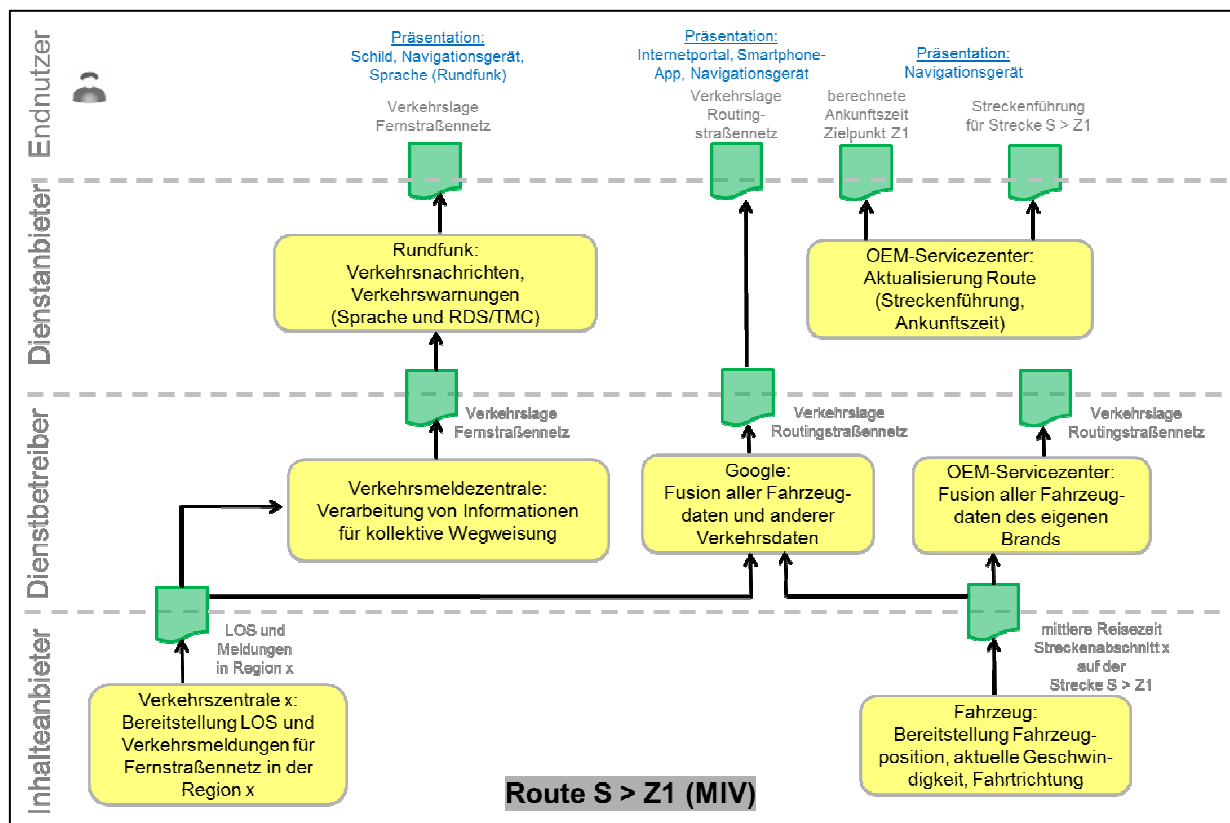 Endnutzer
Präsentation:
Schild, Navigationsgerät,
Sprache (Rundfunk)
Präsentation:
Internetportal, Smartphone-
App, Navigationsgerät
Präsentation:
Navigationsgerät
Verkehrslage
Fernstraßennetz
Verkehrslage
Routing-
straßennetz
berechnete
Ankunftszeit
Zielpunkt Z1
Streckenführung
für Strecke S > Z1
Dienstanbieter
Rundfunk:
Verkehrsnachrichten,
Verkehrswarnungen
(Sprache und RDS/TMC)
OEM-Servicezenter:
Aktualisierung Route
(Streckenführung,
Ankunftszeit)
Dienstbetreiber
Verkehrslage
Fernstraßennetz
Verkehrslage
Routingstraßennetz
Verkehrslage
Routingstraßennetz
Verkehrsmeldezentrale:
Verarbeitung von Informationen
für kollektive Wegweisung
Google:
Fusion aller Fahrzeug-
daten und anderer
Verkehrsdaten
OEM-Servicezenter:
Fusion aller Fahrzeug-
daten des eigenen
Brands
Inhalteanbieter
LOS und
Meldungen
in Region x
mittlere Reisezeit
Streckenabschnitt x
auf der
Strecke S > Z1
Verkehrszentrale x:
Bereitstellung LOS und
Verkehrsmeldungen für
Fernstraßennetz in der
Region x
Fahrzeug:
Bereitstellung Fahrzeug-
position, aktuelle Geschwin-
digkeit, Fahrtrichtung
Route S > Z1 (MIV)